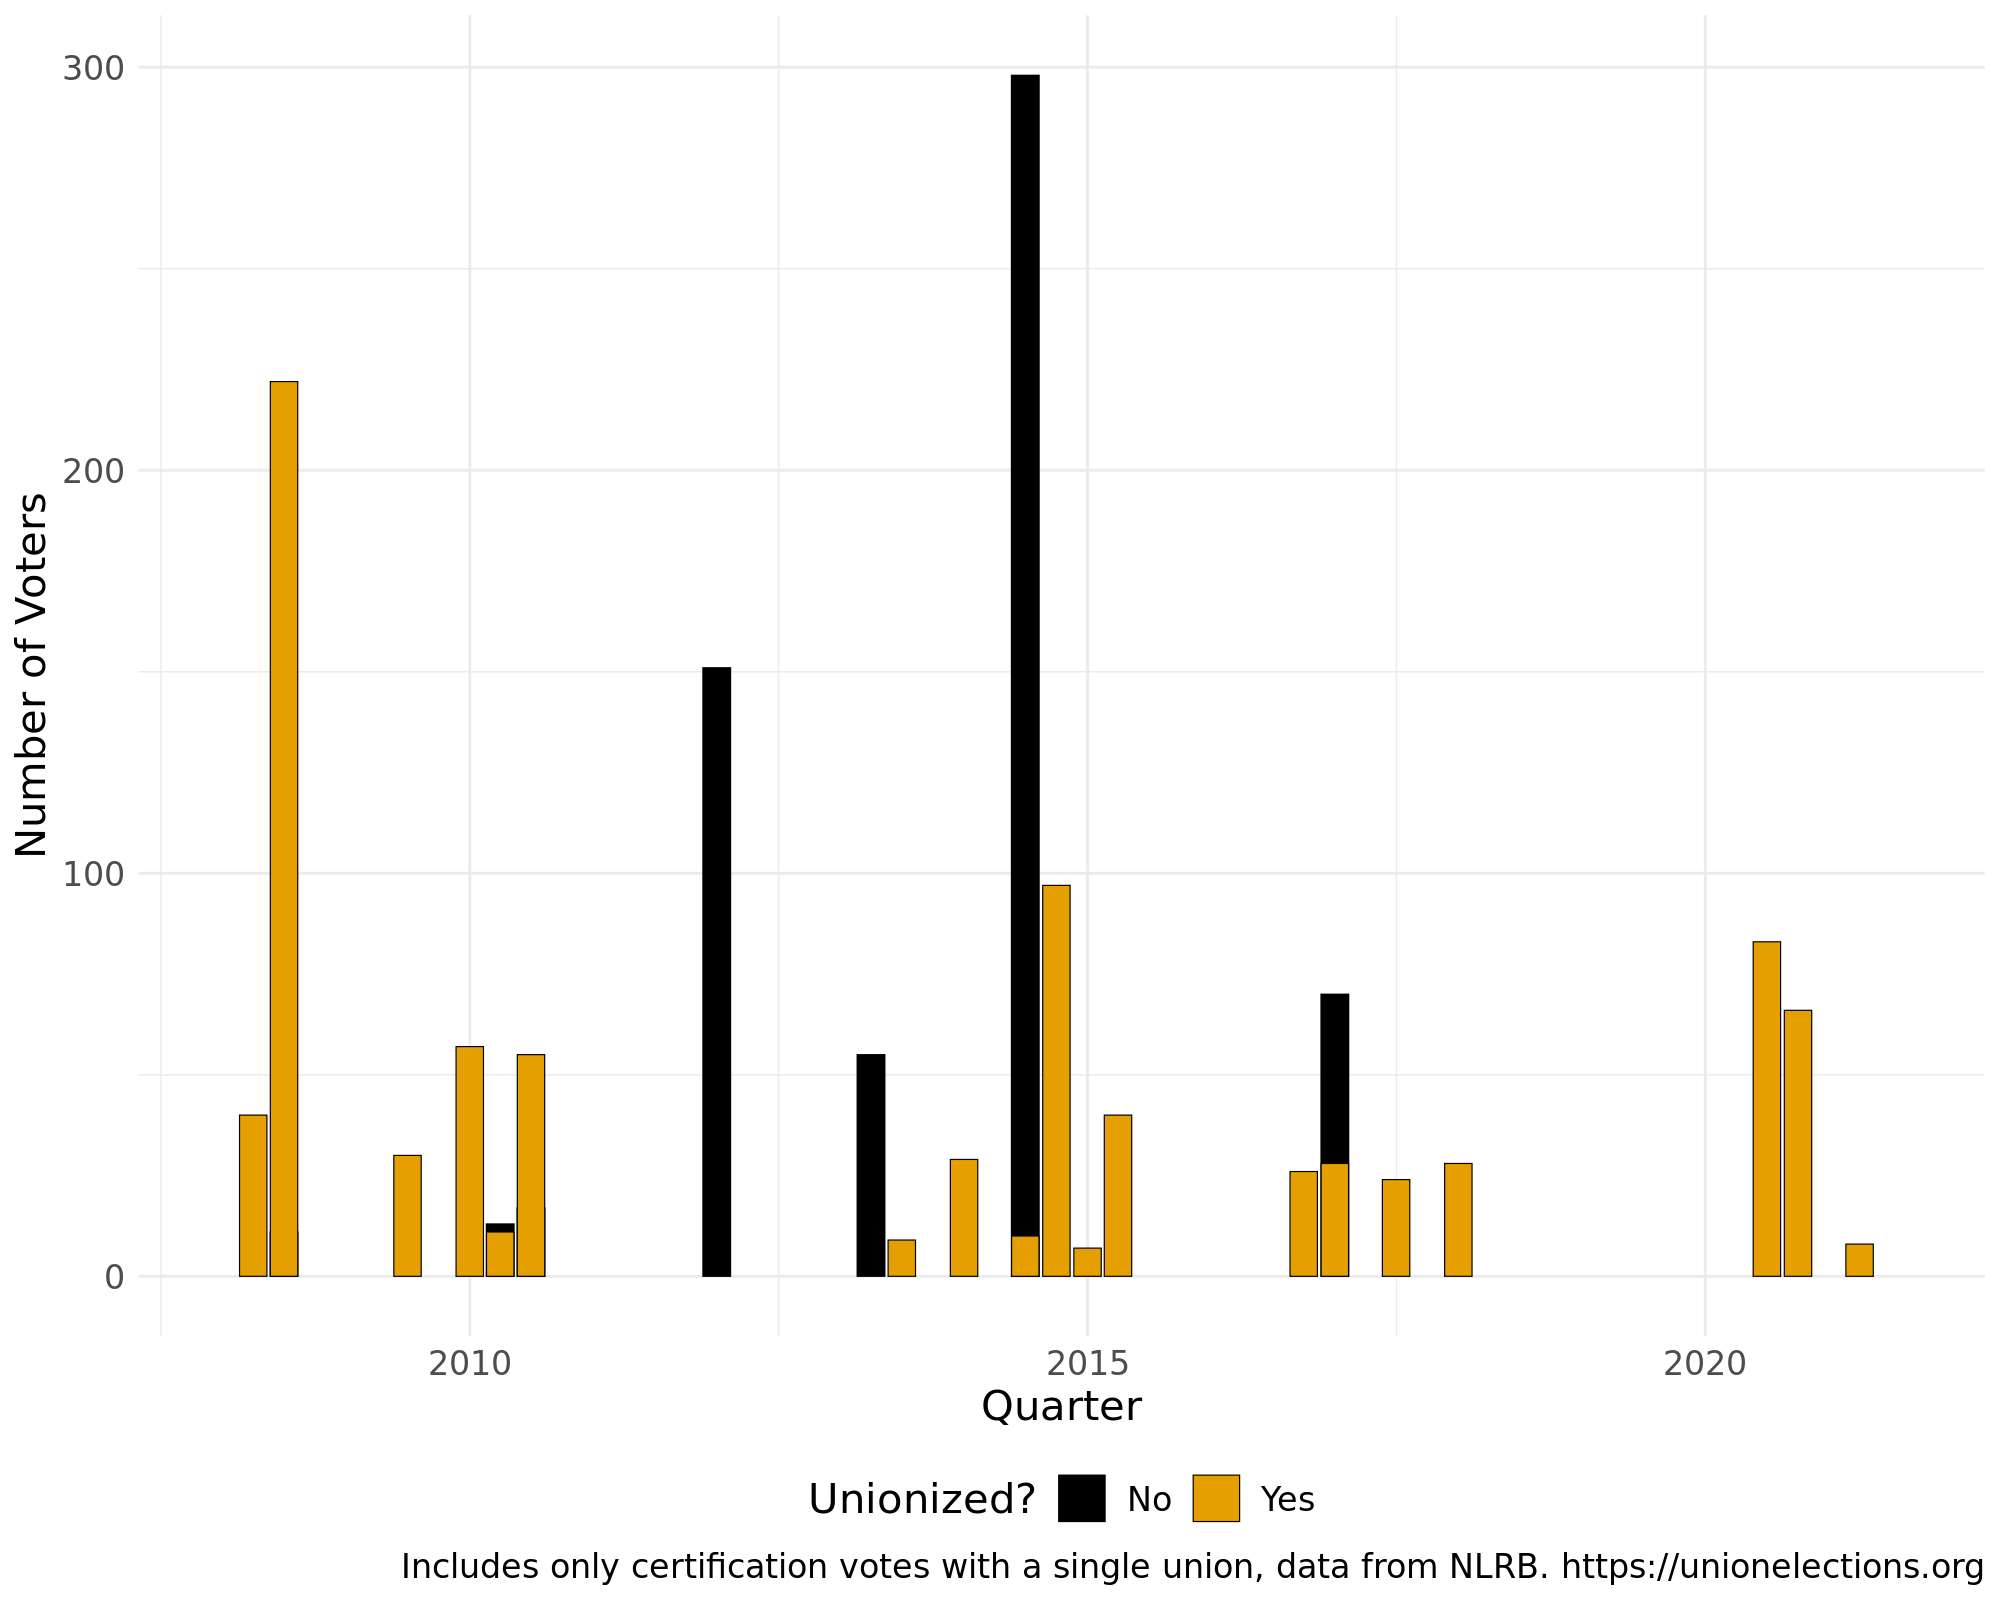 300
200
100
0
Number of Voters
2010 2015 2020
Quarter
Unionized? No Yes
Includes only certification votes with a single union, data from NLRB. https://unionelections.org